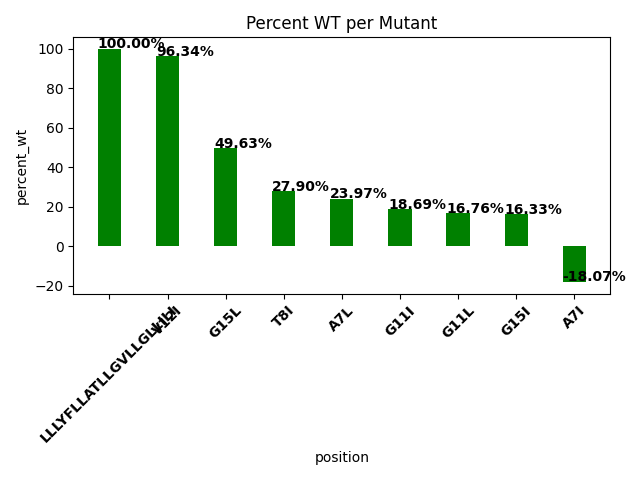 Percent WT per Mutant
100.00%
96.34%
49.63%
27.90%
23.97%
18.69%
16.76%
16.33%
-18.07%
percent_wt
100
80
60
40
20
0
−20
V12I
G15L
T8I
A7L
G11I
G11L
G15I
A7I
position